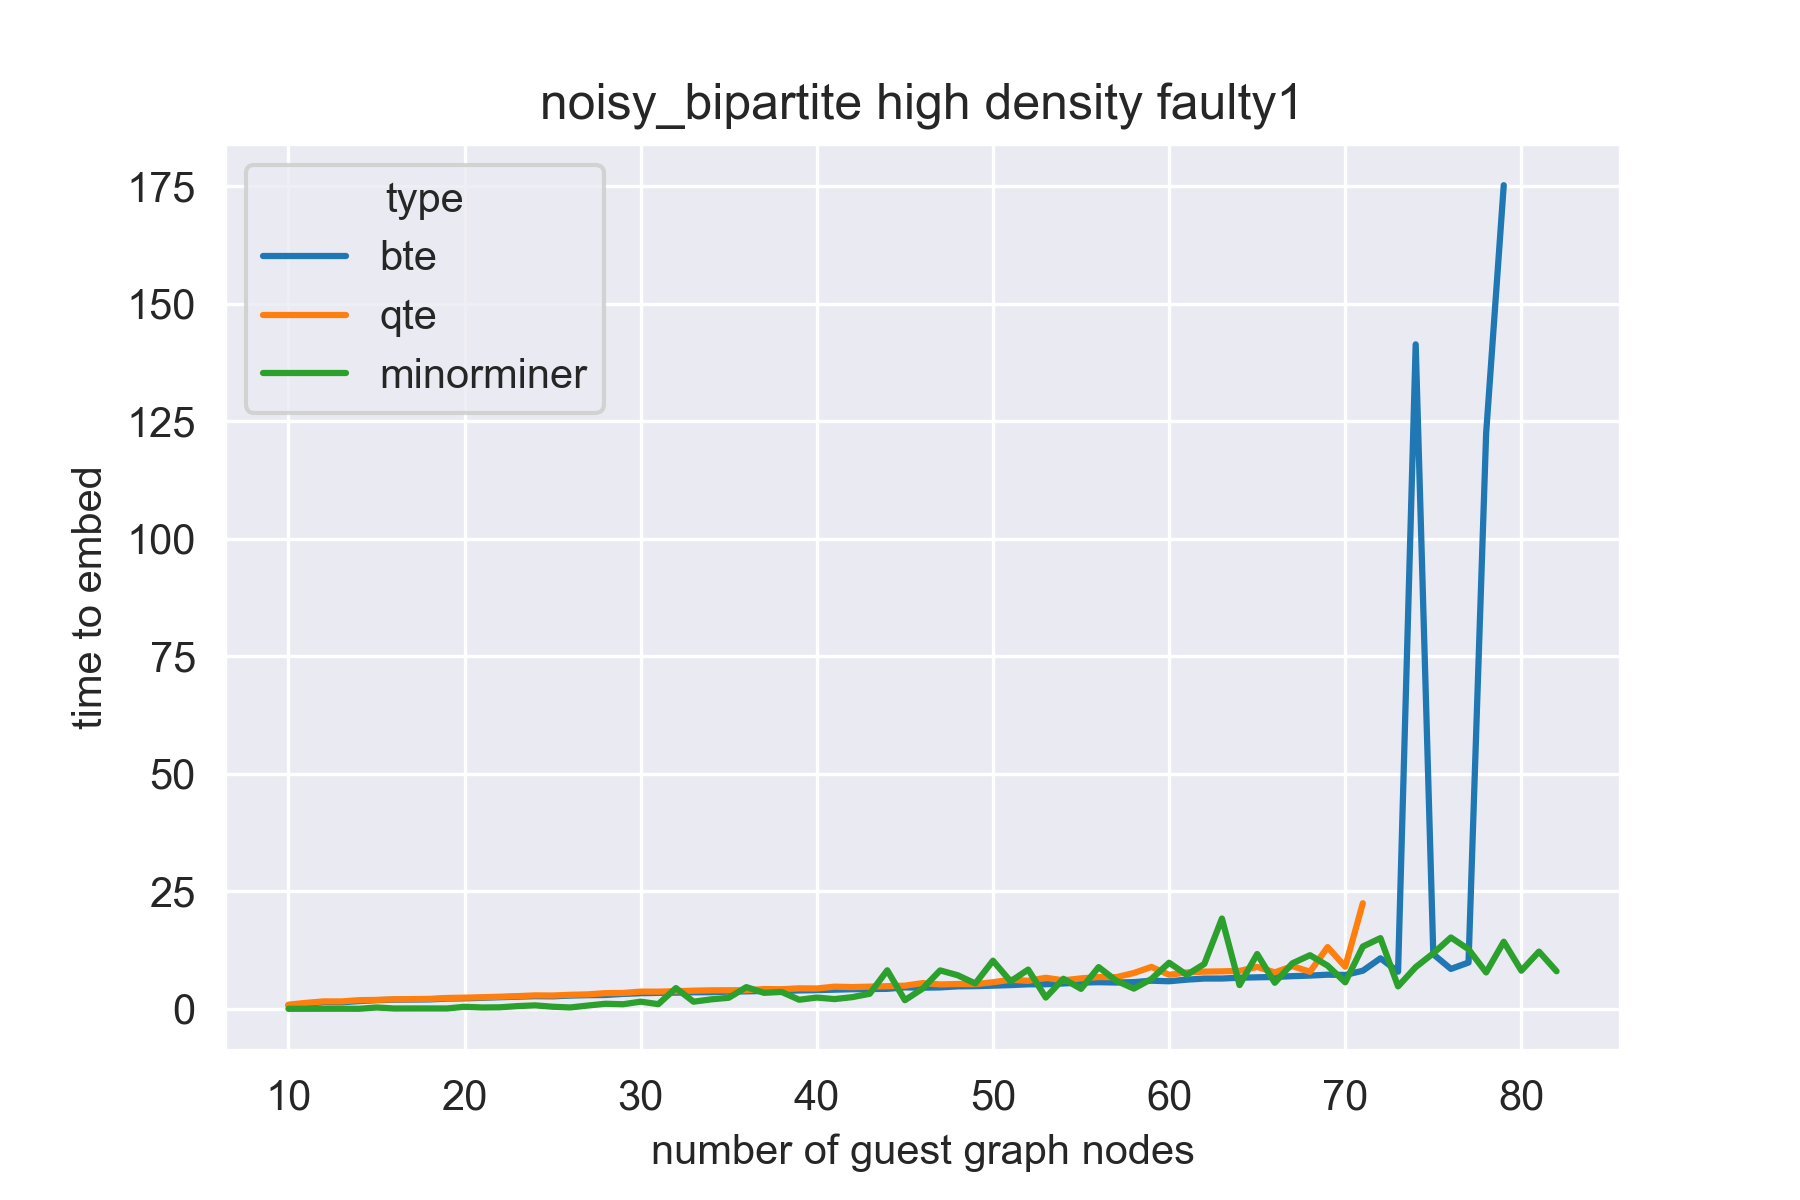 noisy_bipartite high density faulty1
type
bte
qte
minorminer
time to embed
175
150
125
100
75
50
25
0
10 20 30 40 50 60 70 80
number of guest graph nodes